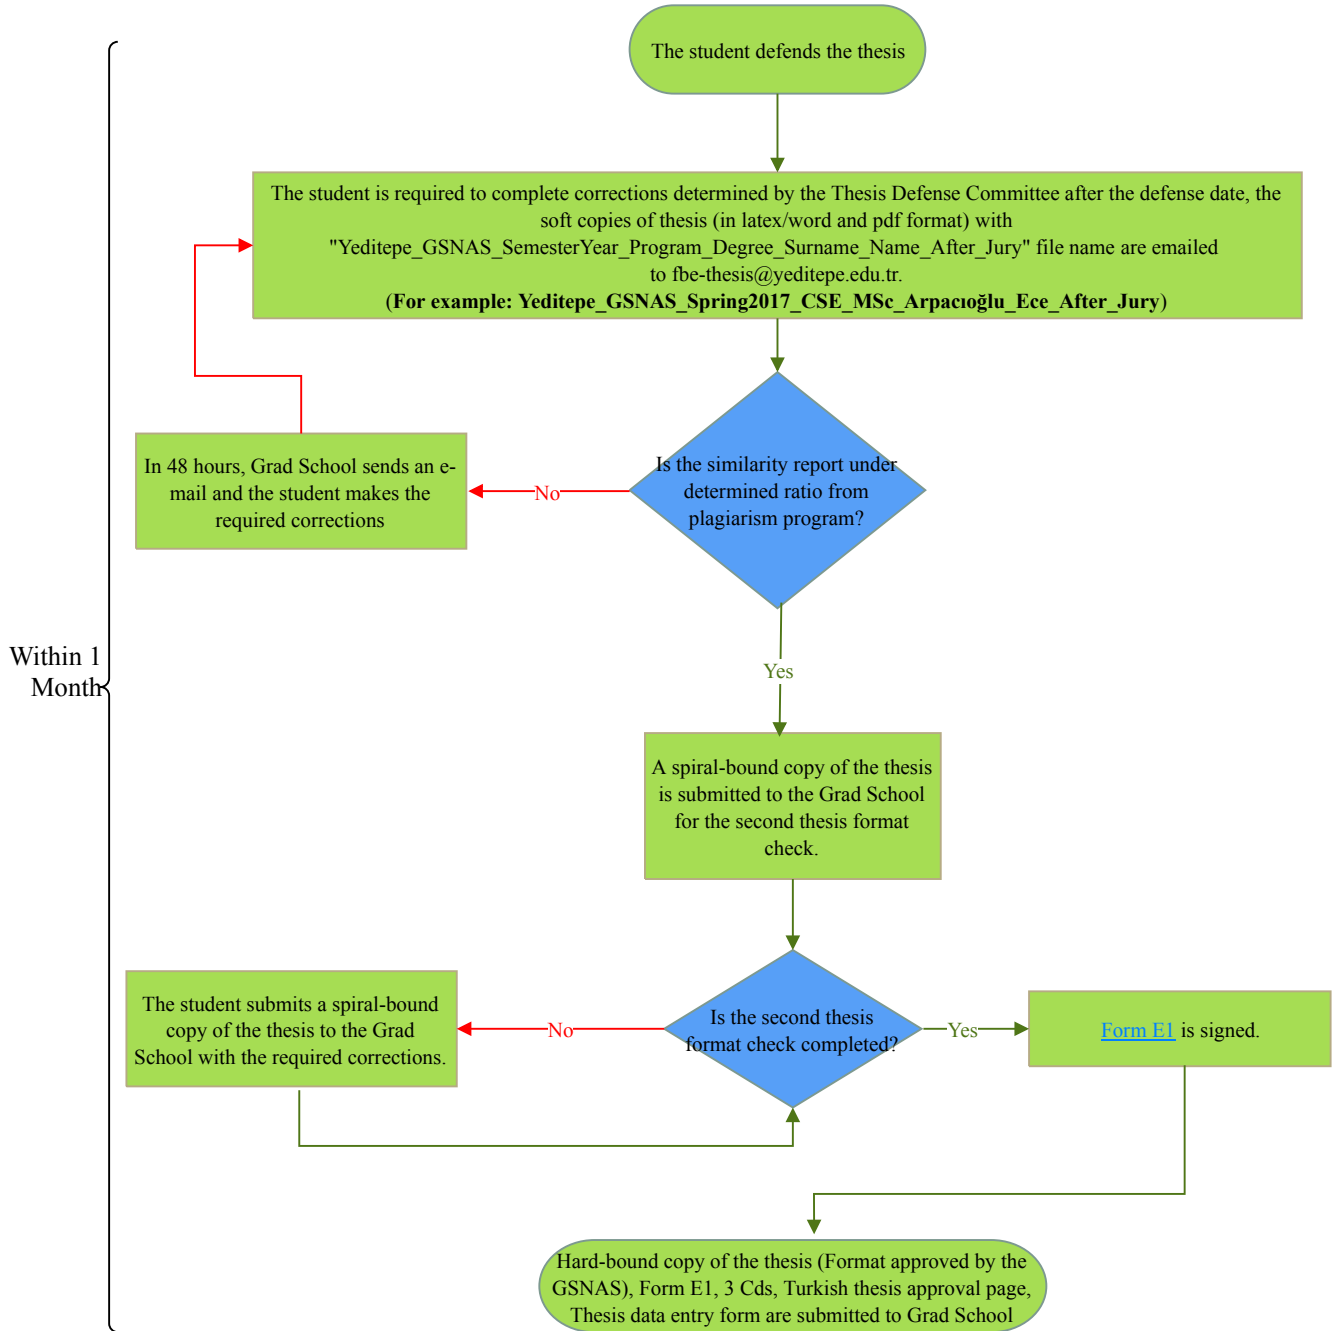 The student defends the thesis
The student is required to complete corrections determined by the Thesis Defense Committee after the defense date, the
soft copies of thesis (in latex/word and pdf format) with
"Yeditepe_GSNAS_SemesterYear_Program_Degree_Surname_Name_After_Jury" file name are emailed
to fbe-thesis@yeditepe.edu.tr.
(For example: Yeditepe_GSNAS_Spring2017_CSE_MSc_Arpacıoğlu_Ece_After_Jury)
In 48 hours, Grad School sends an e-
mail and the student makes the
required corrections
No
Is the similarity report under
determined ratio from
plagiarism program?
Within 1
Month
Yes
A spiral-bound copy of the thesis
is submitted to the Grad School
for the second thesis format
check.
The student submits a spiral-bound
copy of the thesis to the Grad
School with the required corrections.
No
Is the second thesis
format check completed?
Yes
Form E1 is signed.
Hard-bound copy of the thesis (Format approved by the
GSNAS), Form E1, 3 Cds, Turkish thesis approval page,
Thesis data entry form are submitted to Grad School